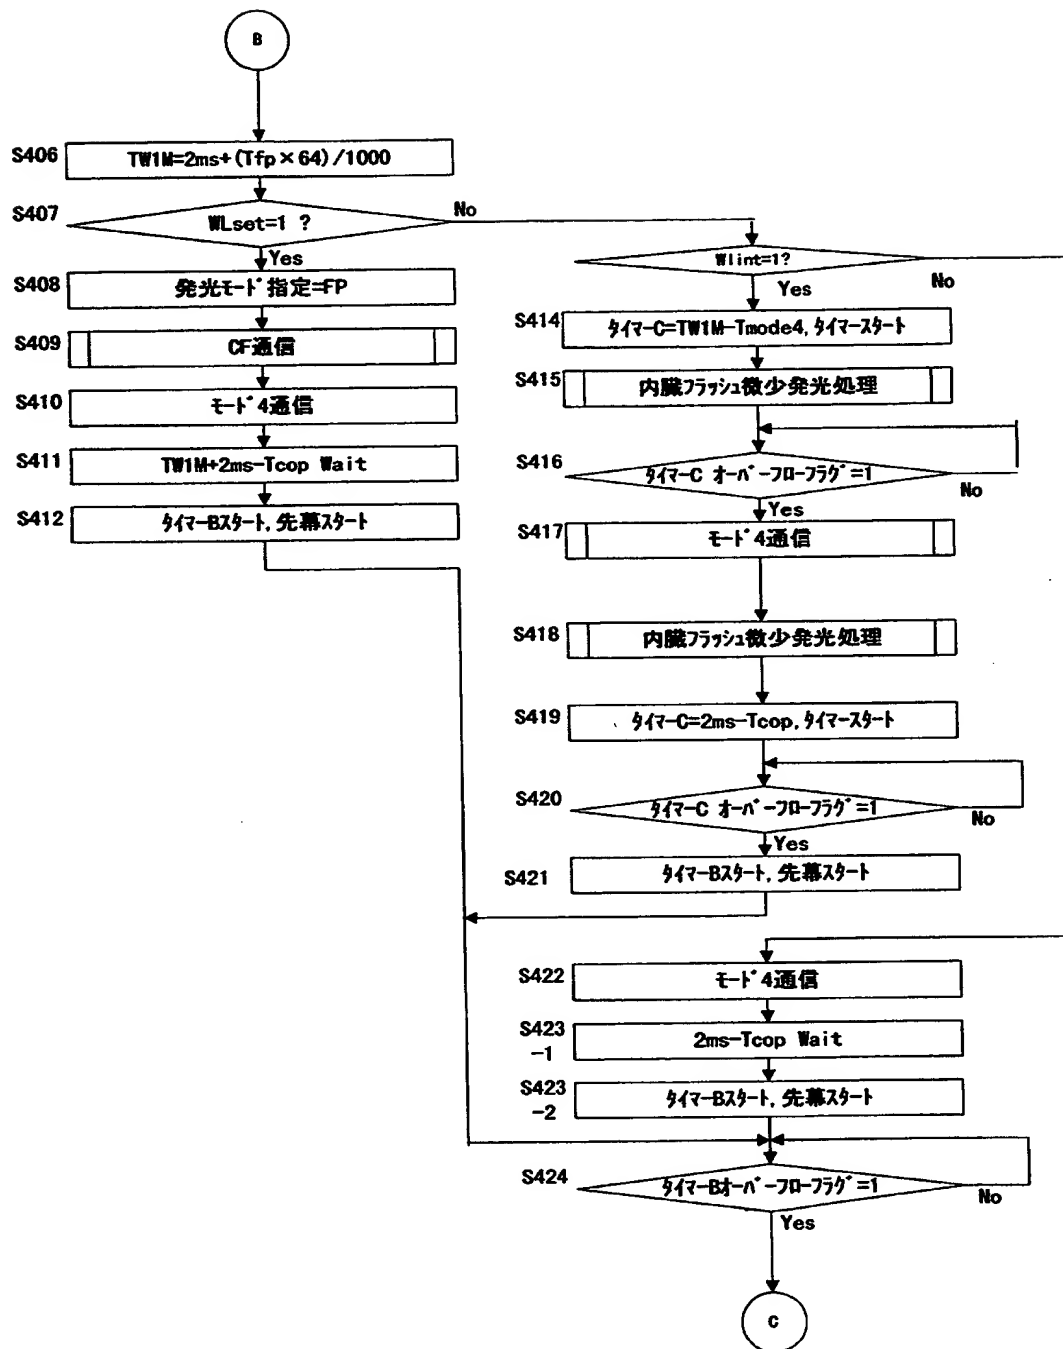 B
S406
TW1M=2ms+(Tfp×64)/1000
S407
WLset=1 ?
No
Yes
S408
発光ﾓｰﾄﾞ指定=FP
S409
CF通信
S410
ﾓｰﾄﾞ4通信
S411
TW1M+2ms-Tcop Wait
S412
ﾀｲﾏｰBｽﾀｰﾄ,先幕ｽﾀｰﾄ
Wlint=1?
No
Yes
S414
ﾀｲﾏｰC=TW1M-Tmode4,ﾀｲﾏｰｽﾀｰﾄ
S415
内臓ﾌﾗｯｼｭ微少発光処理
S416
ﾀｲﾏｰC ｵｰﾊﾞｰﾌﾛｰﾌﾗｸﾞ=1
No
Yes
S417
ﾓｰﾄﾞ4通信
S418
内臓ﾌﾗｯｼｭ微少発光処理
S419
ﾀｲﾏｰC=2ms-Tcop,ﾀｲﾏｰｽﾀｰﾄ
S420
ﾀｲﾏｰC ｵｰﾊﾞｰﾌﾛｰﾌﾗｸﾞ=1
No
Yes
S421
ﾀｲﾏｰBｽﾀｰﾄ,先幕ｽﾀｰﾄ
S422
ﾓｰﾄﾞ4通信
S423
-1
2ms-Tcop Wait
S423
-2
ﾀｲﾏｰBｽﾀｰﾄ,先幕ｽﾀｰﾄ
S424
ﾀｲﾏｰBｵｰﾊﾞｰﾌﾛｰﾌﾗｸﾞ=1
No
Yes
C